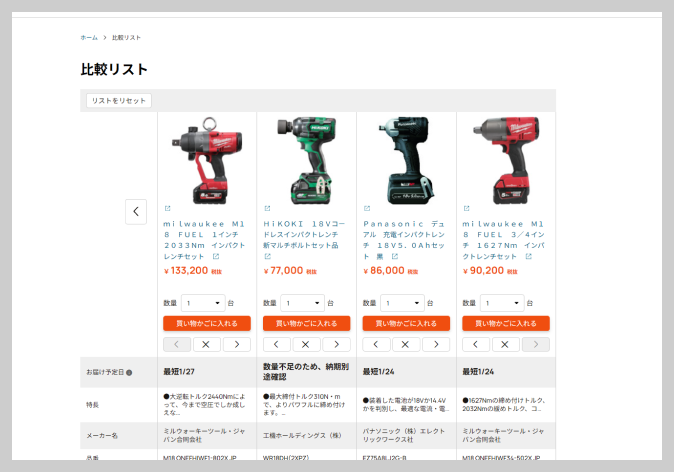 ホーム > 比較リスト
比較リスト
リストをリセット
ｍｉｌｗａｕｋｅｅ　Ｍ１
８　ＦＵＥＬ　１インチ
２０３３Ｎｍ　インパクト
レンチセット
¥ 133,200 税抜
数量 1 台
買い物かごに入れる
ＨｉＫＯＫＩ　１８Ｖコー
ドレスインパクトレンチ
新マルチボルトセット品
¥ 77,000 税抜
数量 1 台
買い物かごに入れる
Ｐａｎａｓｏｎｉｃ　デュ
アル　充電インパクトレン
チ　１８Ｖ５．０Ａｈセッ
ト　黒
¥ 86,000 税抜
数量 1 台
買い物かごに入れる
ｍｉｌｗａｕｋｅｅ　Ｍ１
８　ＦＵＥＬ　３／４イン
チ　１６２７Ｎｍ　インパ
クトレンチセット
¥ 90,200 税抜
数量 1 台
買い物かごに入れる
お届け予定日
最短1/27
数量不足のため、納期別
途確認
最短1/24
最短1/24
特長
●大逆転トルク2440Nmによ
って、今まで空圧でしか成し
えな...
●最大締付トルク310N・m
で、よりパワフルに締め付け
ます。...
●装着した電池が18Vか14.4V
かを判別し、最適な電流・電...
●1627Nmの締め付けトルク、
2032Nmの緩めトルク、コ...
メーカー名
ミルウォーキーツール・ジャ
パン合同会社
工機ホールディングス（株）
パナソニック（株）エレクト
リックワークス社
ミルウォーキーツール・ジャ
パン合同会社
品番
M18 ONEFHIWF1-802X JP
WR18DH(2XPZ)
EZ75A8LJ2G-B
M18 ONEFHIWF34-502X JP